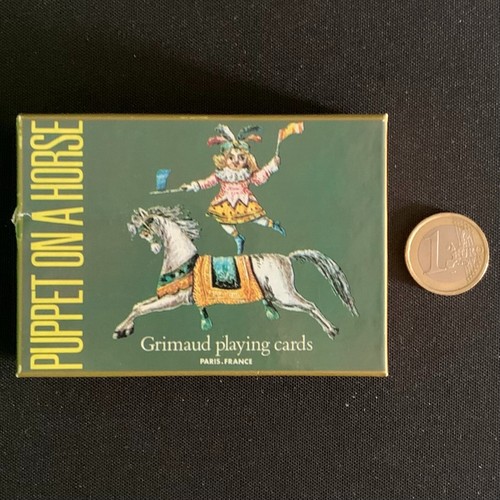 PUPPET ON A HORSE
Grimaud playing cards
PARIS.FRANCE
1